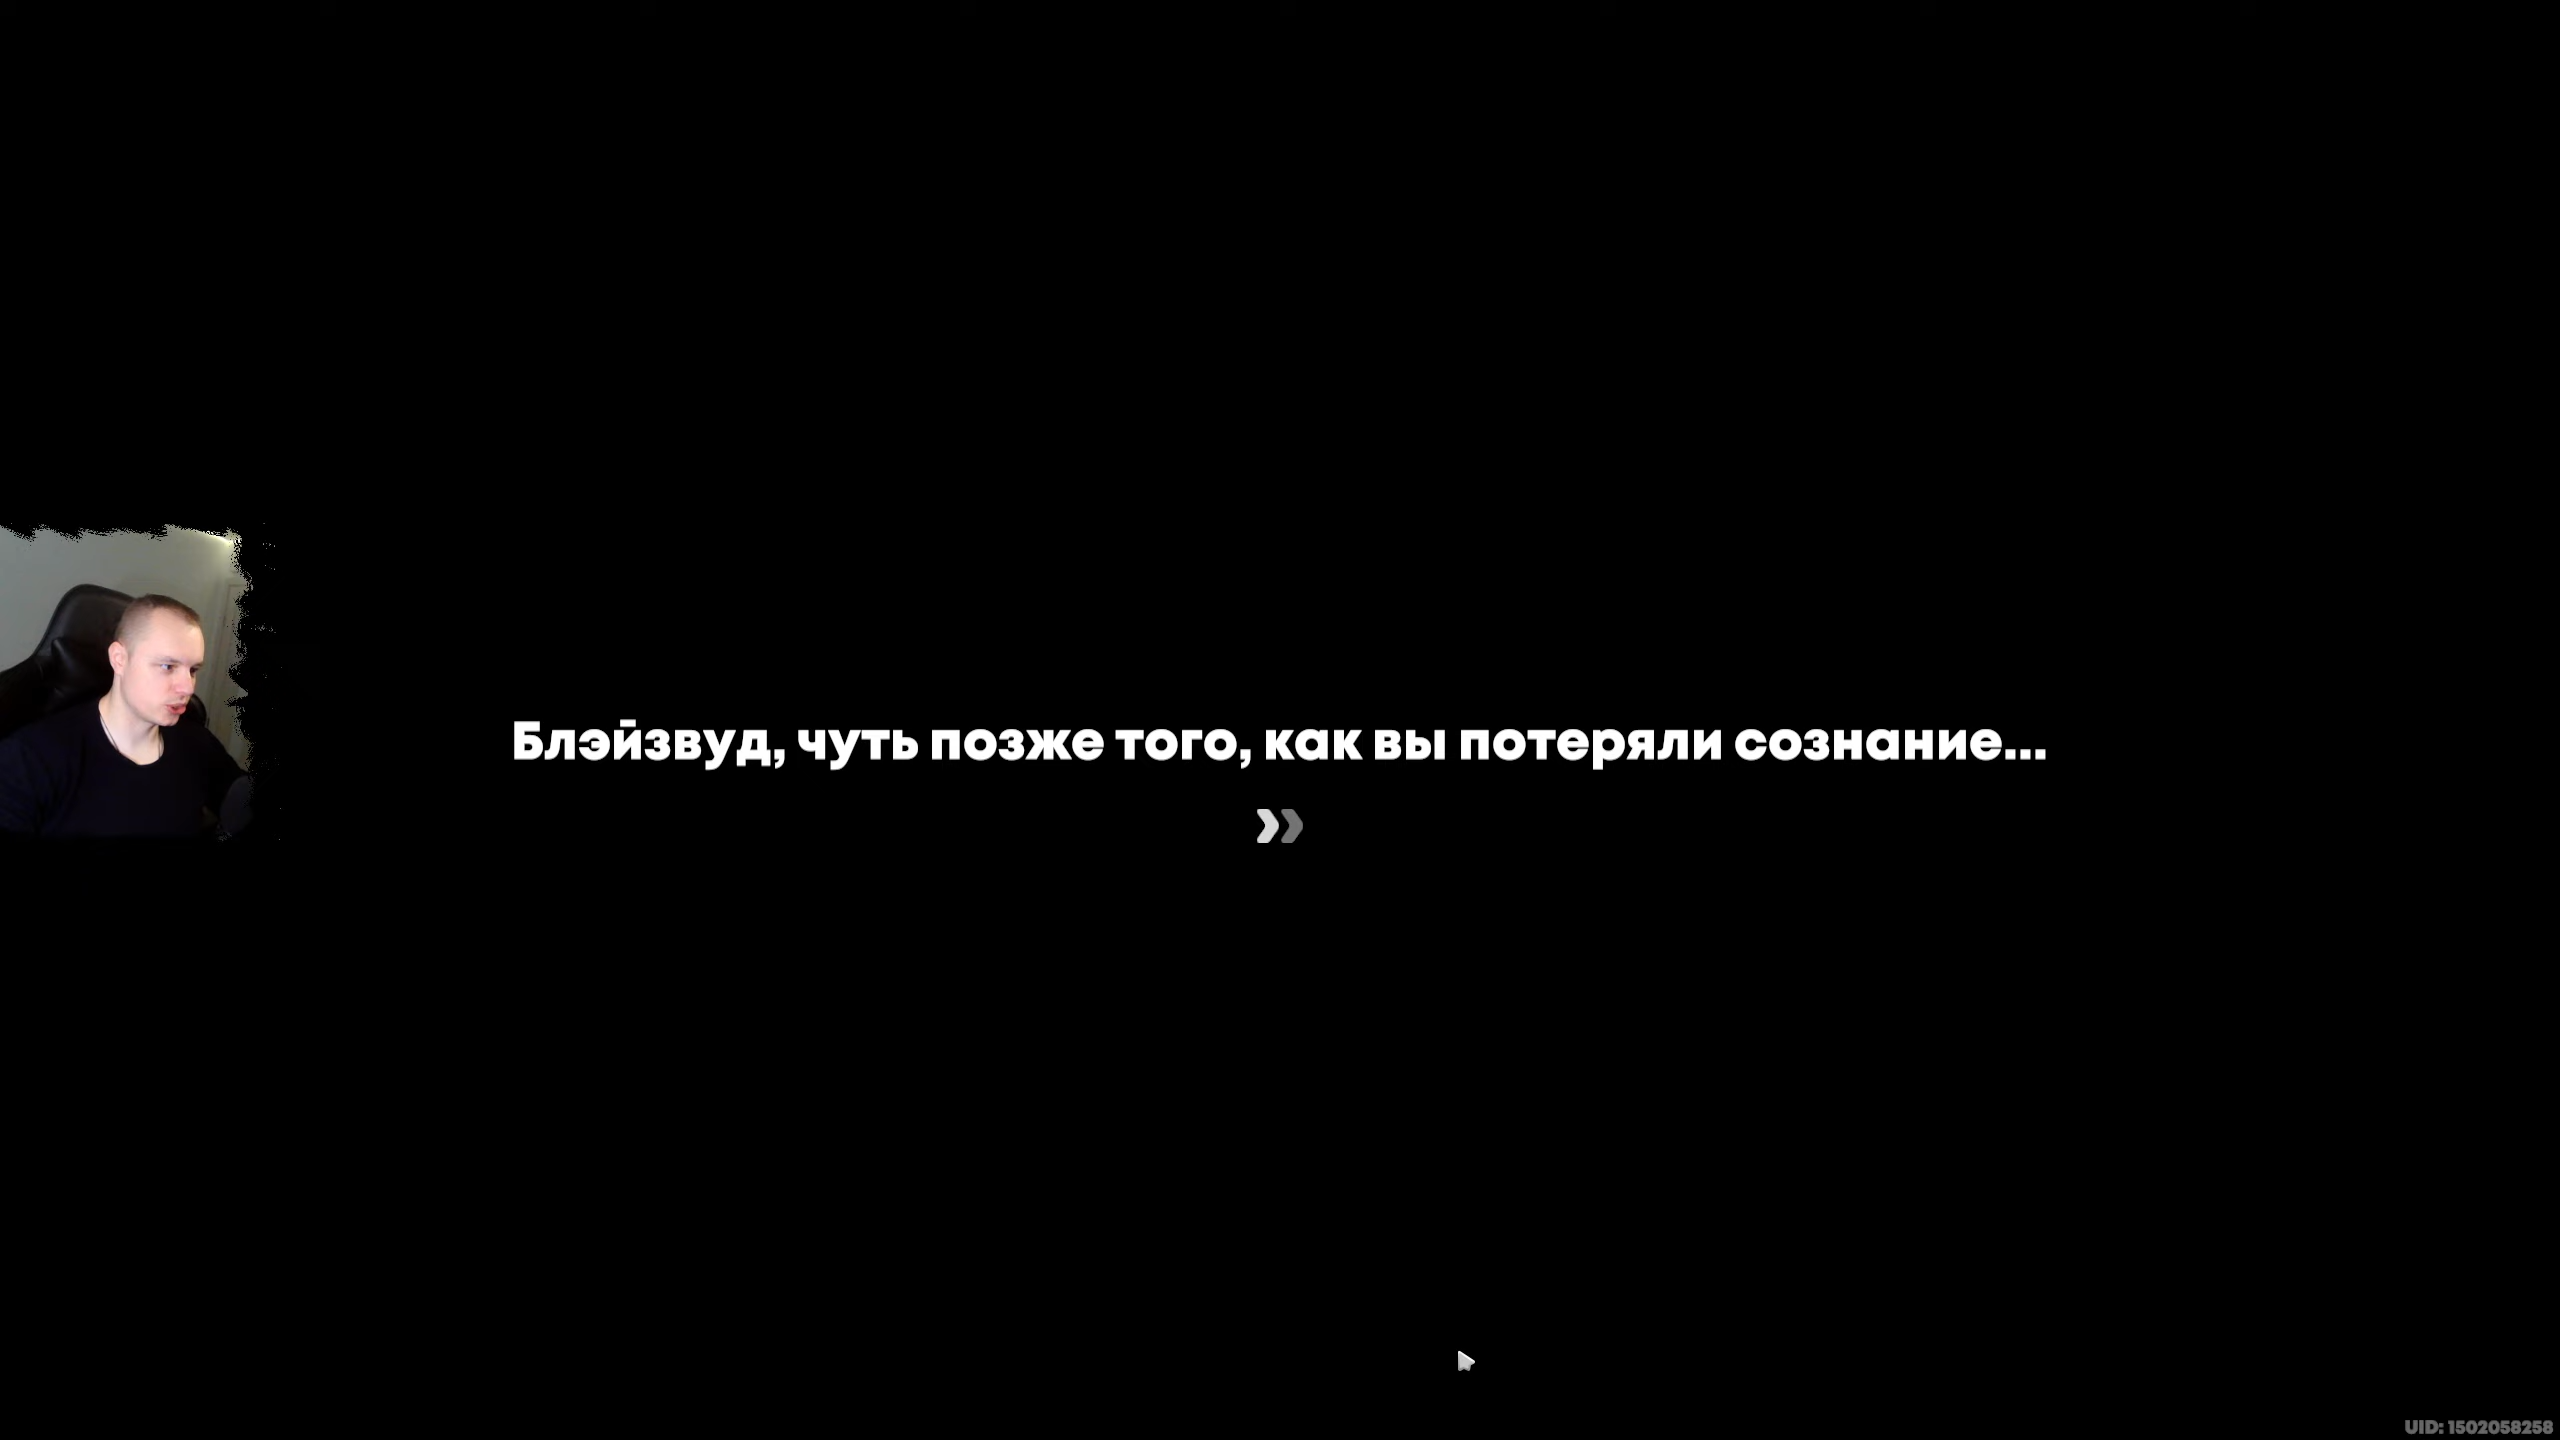 Блэйзвуд, чуть позже того, как вы потеряли сознание...
UID: 1502058258